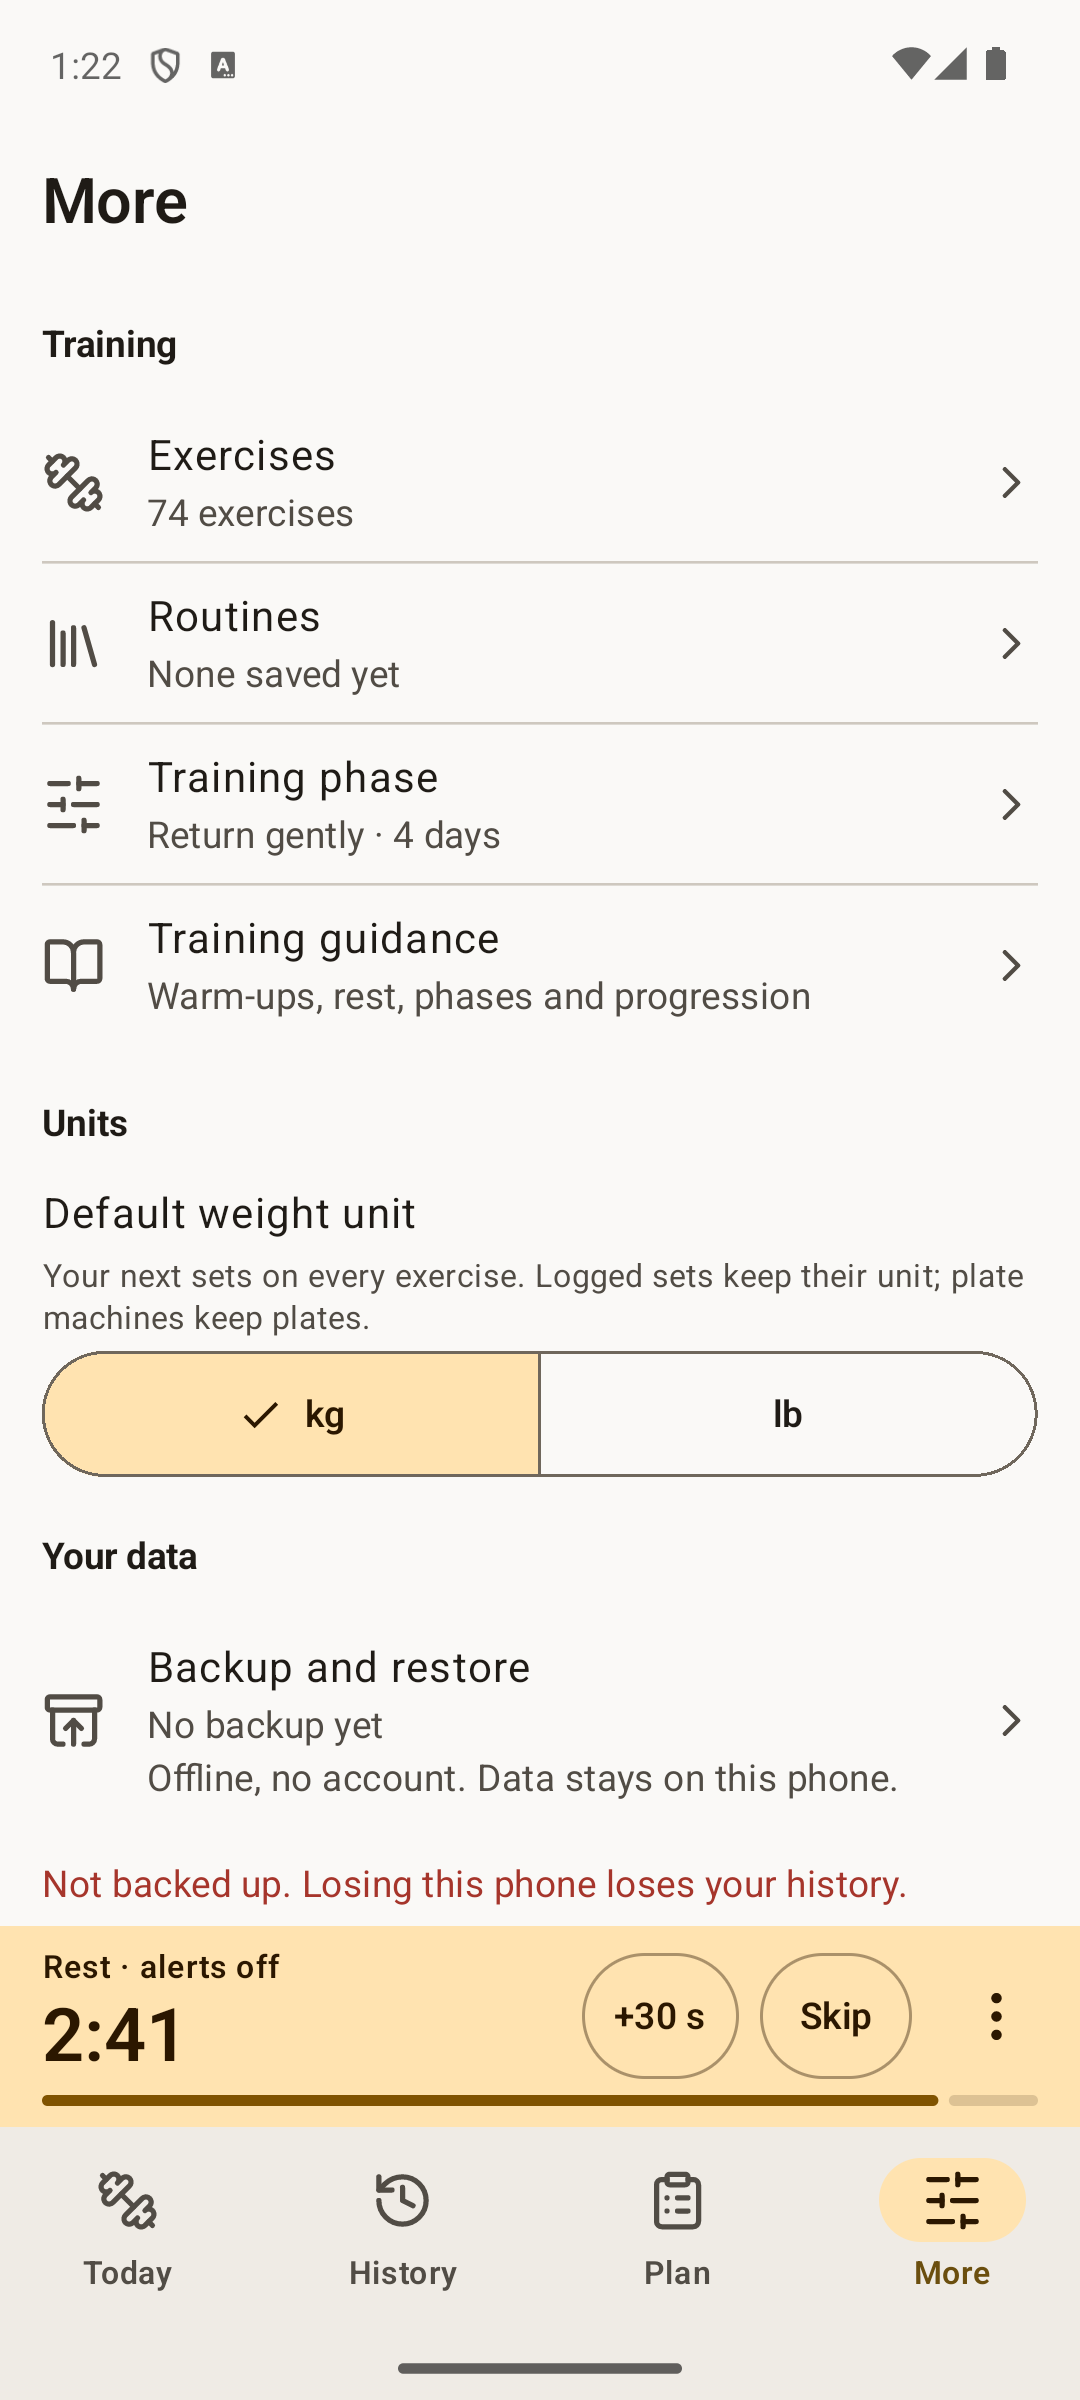 1:22
More
Training
Exercises
74 exercises
Routines
None saved yet
Training phase
Return gently · 4 days
Training guidance
Warm-ups, rest, phases and progression
Units
Default weight unit
Your next sets on every exercise. Logged sets keep their unit; plate
machines keep plates.
kg
lb
Your data
Backup and restore
No backup yet
Offline, no account. Data stays on this phone.
Not backed up. Losing this phone loses your history.
Rest · alerts off
2:41
+30 s
Skip
Today
History
Plan
More